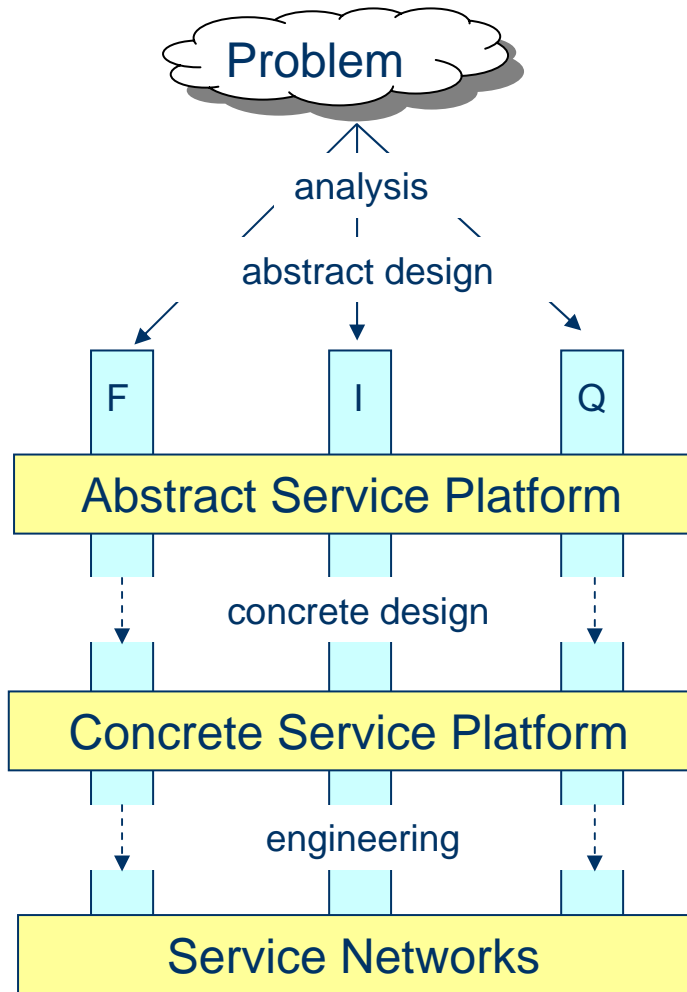 Problem
analysis
abstract design
F I Q
Abstract Service Platform
concrete design
Concrete Service Platform
engineering
Service Networks